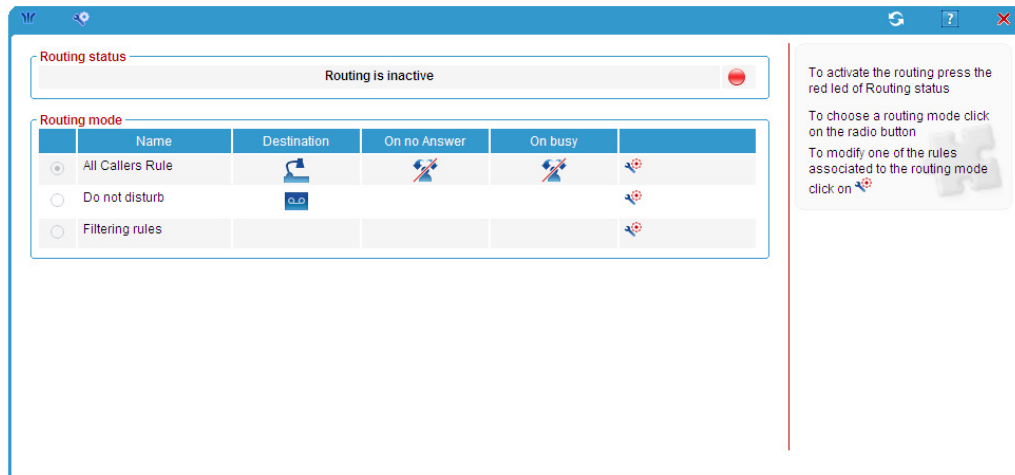 ?
Routing status
Routing is inactive
Routing mode
Name Destination On no Answer On busy
All Callers Rule
Do not disturb
Filtering rules
To activate the routing press the
red led of Routing status
To choose a routing mode click
on the radio button
To modify one of the rules
associated to the routing mode
click on